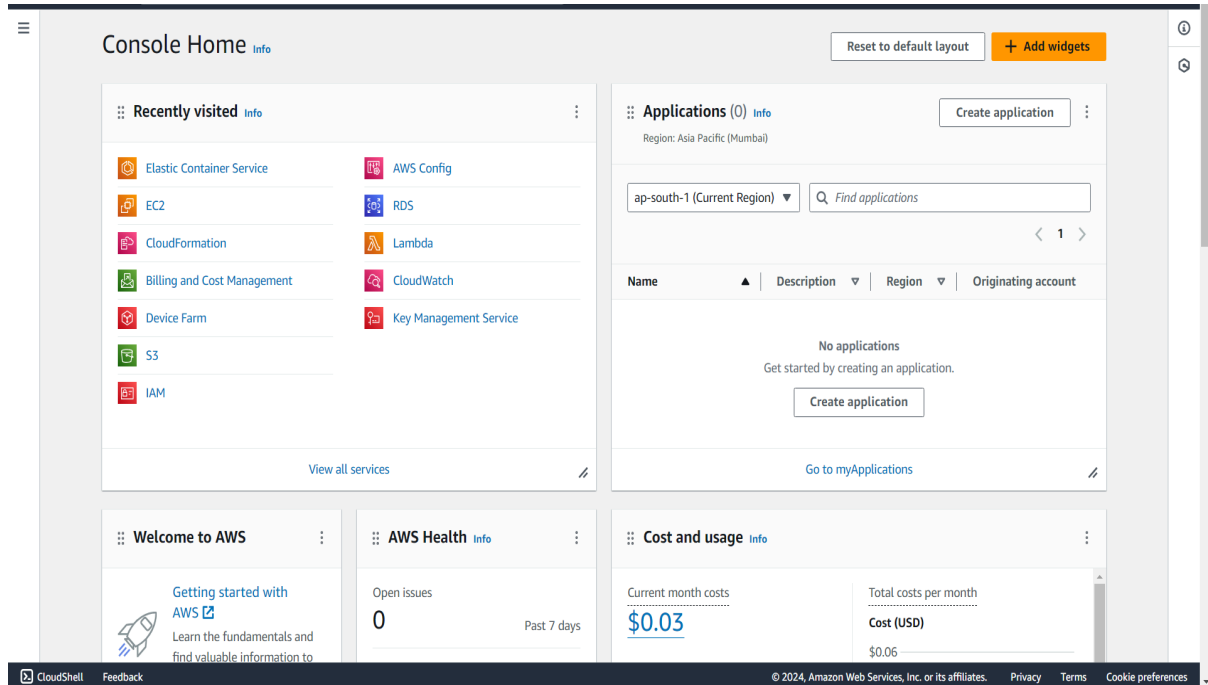 Console Home Info
Reset to default layout
+ Add widgets
Recently visited Info
Elastic Container Service
EC2
CloudFormation
Billing and Cost Management
Device Farm
S3
IAM
AWS Config
RDS
Lambda
CloudWatch
Key Management Service
View all services
Applications (0) Info
Create application
Region: Asia Pacific (Mumbai)
ap-south-1 (Current Region)
Find applications
1
Name Description Region Originating account
No applications
Get started by creating an application.
Create application
Go to myApplications
Welcome to AWS
Getting started with
AWS
Learn the fundamentals and
find valuable information to
AWS Health Info
Open issues
0 Past 7 days
Cost and usage Info
Current month costs
$0.03
Total costs per month
Cost (USD)
$0.06
CloudShell Feedback © 2024, Amazon Web Services, Inc. or its affiliates. Privacy Terms Cookie preferences